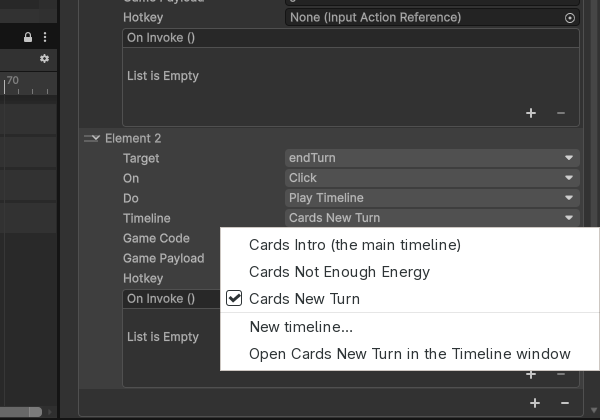 Hotkey
None (Input Action Reference)
On Invoke ()
70
List is Empty
Element 2
Target
endTurn
On
Click
Do
Play Timeline
Timeline
Cards New Turn
Game Code
Cards Intro (the main timeline)
Game Payload
Cards Not Enough Energy
Hotkey
On Invoke ()
Cards New Turn
New timeline...
List is Empty
Open Cards New Turn in the Timeline window